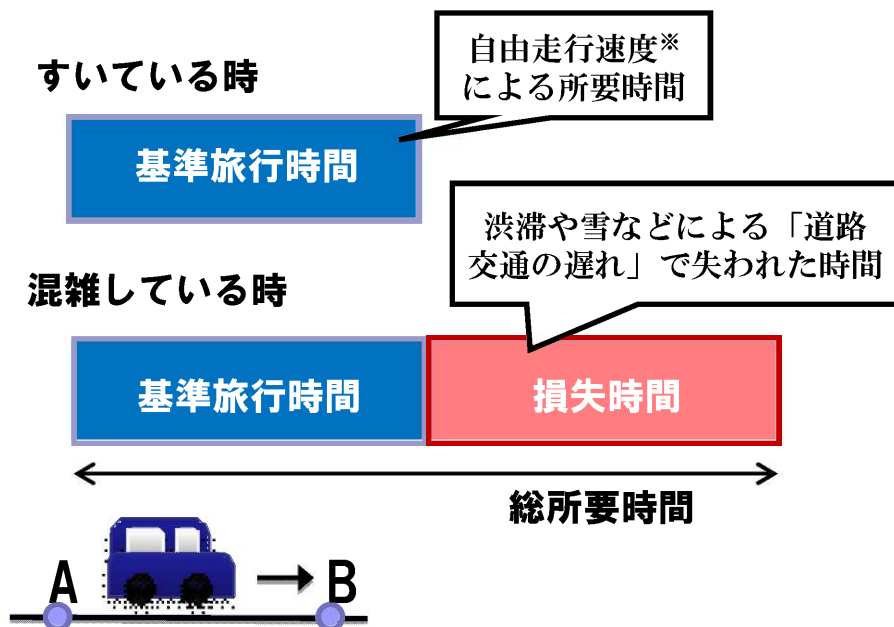 すいている時
自由走行速度※
による所要時間
基準旅行時間
渋滞や雪などによる「道路
交通の遅れ」で失われた時間
混雑している時
基準旅行時間
損失時間
総所要時間
A
B